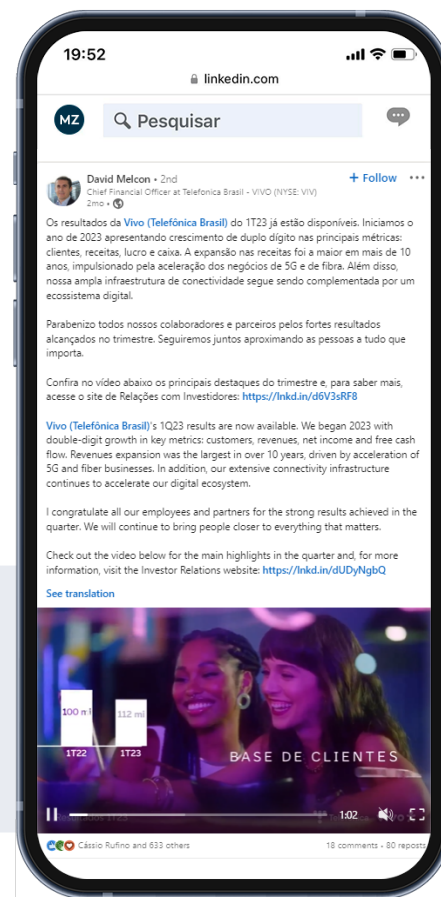 19:52
linkedin.com
MZ
Pesquisar
David Melcon • 2nd
+ Follow
Chief Financial Officer at Telefonica Brasil - VIVO (NYSE: VIV)
2mo •
Os resultados da Vivo (Telefônica Brasil) do 1T23 já estão disponíveis. Iniciamos o
ano de 2023 apresentando crescimento de duplo dígito nas principais métricas:
clientes, receitas, lucro e caixa. A expansão nas receitas foi a maior em mais de 10
anos, impulsionado pela aceleração dos negócios de 5G e de fibra. Além disso,
nossa ampla infraestrutura de conectividade segue sendo complementada por um
ecossistema digital.
Parabenizo todos nossos colaboradores e parceiros pelos fortes resultados
alcançados no trimestre. Seguiremos juntos aproximando as pessoas a tudo que
importa.
Confira no vídeo abaixo os principais destaques do trimestre e, para saber mais,
acesse o site de Relações com Investidores: https://lnkd.in/d6V3sRF8
Vivo (Telefônica Brasil)'s 1Q23 results are now available. We began 2023 with
double-digit growth in key metrics: customers, revenues, net income and free cash
flow. Revenues expansion was the largest in over 10 years, driven by acceleration of
5G and fiber businesses. In addition, our extensive connectivity infrastructure
continues to accelerate our digital ecosystem.
I congratulate all our employees and partners for the strong results achieved in the
quarter. We will continue to bring people closer to everything that matters.
Check out the video below for the main highlights in the quarter and, for more
information, visit the Investor Relations website: https://lnkd.in/dUDyNgbQ
See translation
100 mi
112 mi
1T22 1T23
BASE DE CLIENTES
1:02
Cássio Rufino and 633 others
18 comments • 80 reposts